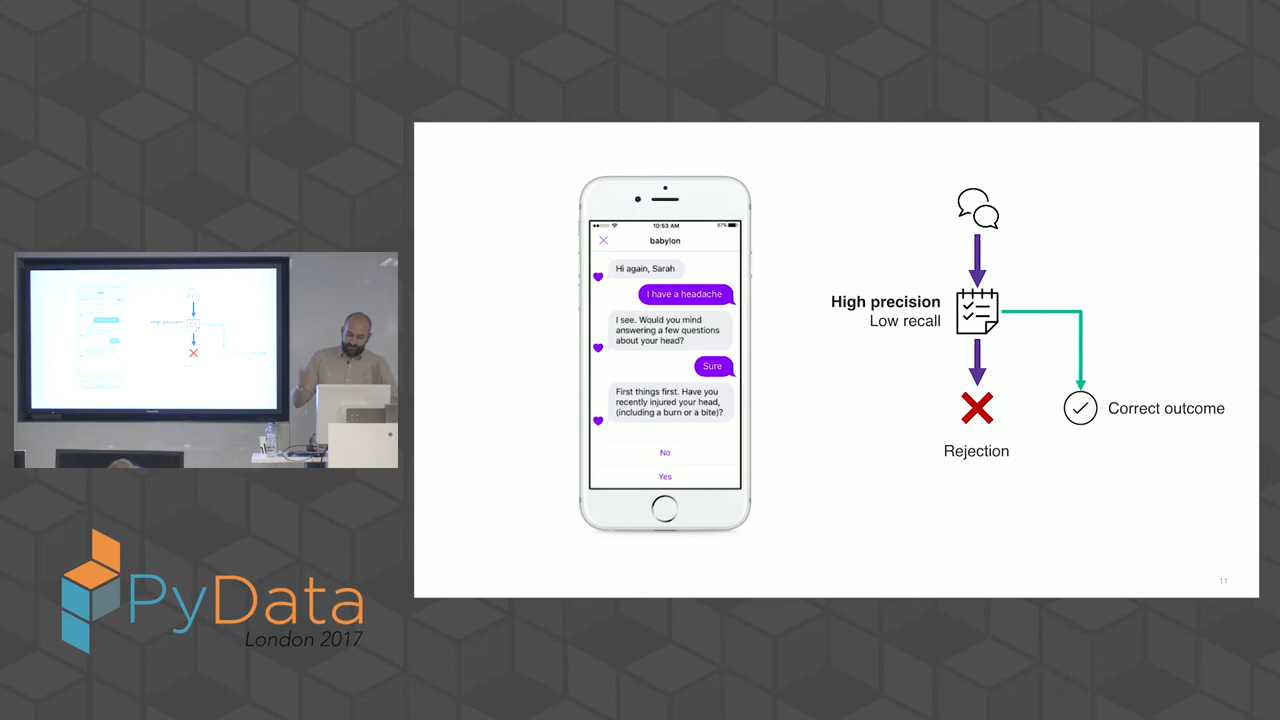 10:53 AM
97%
babylon
Hi again, Sarah
I have a headache
I see. Would you mind
answering a few questions
about your head?
Sure
First things first. Have you
recently injured your head,
(including a burn or a bite)?
No
Yes
High precision
Low recall
Correct outcome
Rejection
11
PyData
London 2017